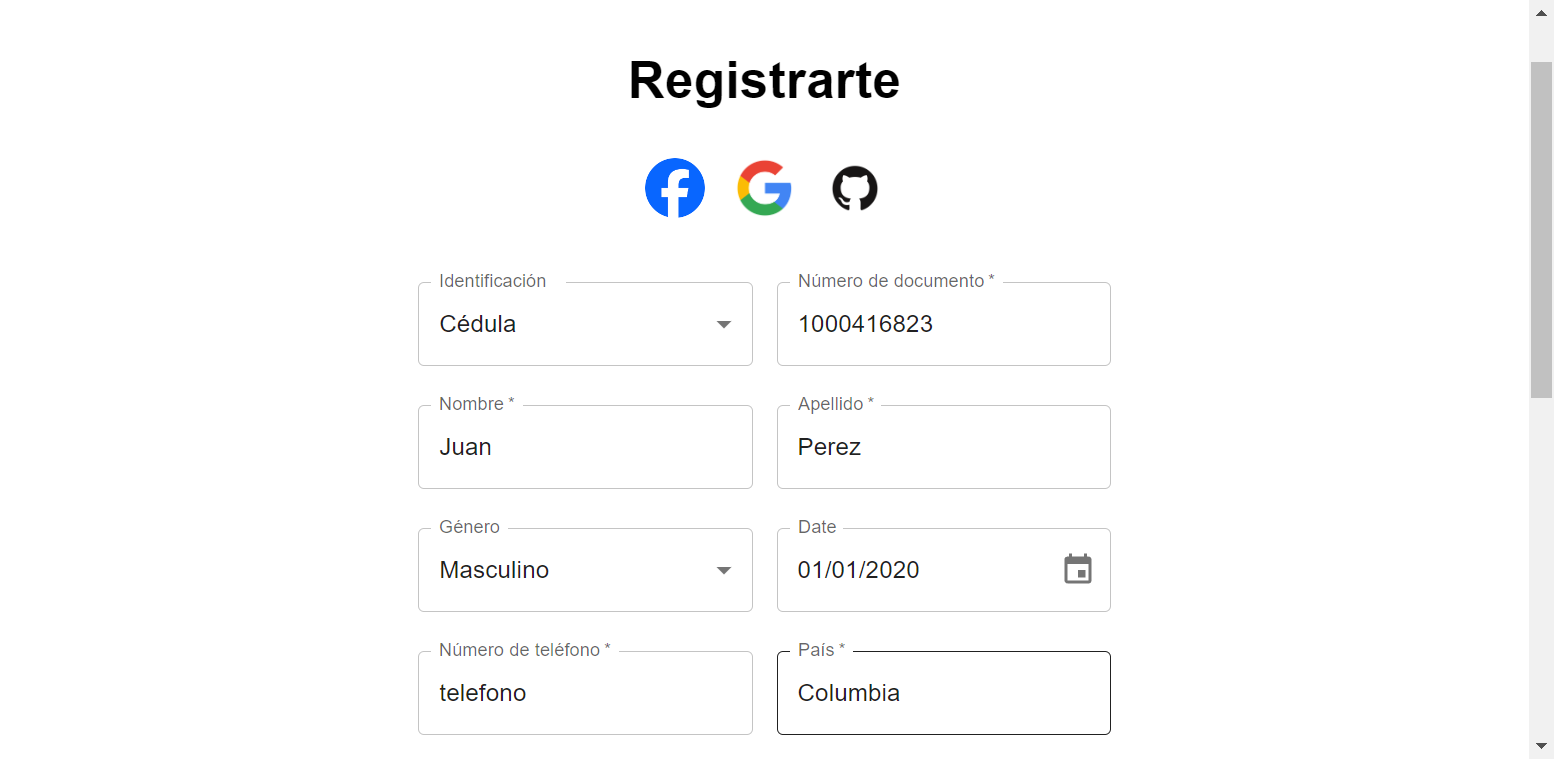 Registrarte
Identificación
Número de documento *
Cédula
1000416823
Nombre *
Apellido *
Juan
Perez
Género
Date
Masculino
01/01/2020
Número de teléfono *
País *
telefono
Columbia